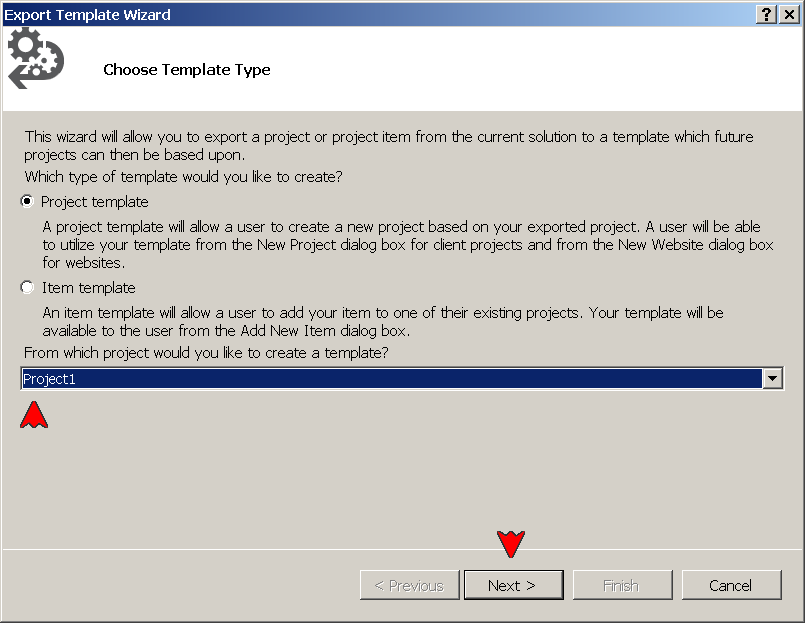 Export Template Wizard
?
Choose Template Type
This wizard will allow you to export a project or project item from the current solution to a template which future
projects can then be based upon.
Which type of template would you like to create?
Project template
A project template will allow a user to create a new project based on your exported project. A user will be able
to utilize your template from the New Project dialog box for client projects and from the New Website dialog box
for websites.
Item template
An item template will allow a user to add your item to one of their existing projects. Your template will be
available to the user from the Add New Item dialog box.
From which project would you like to create a template?
Project1
< Previous
Next >
Finish
Cancel